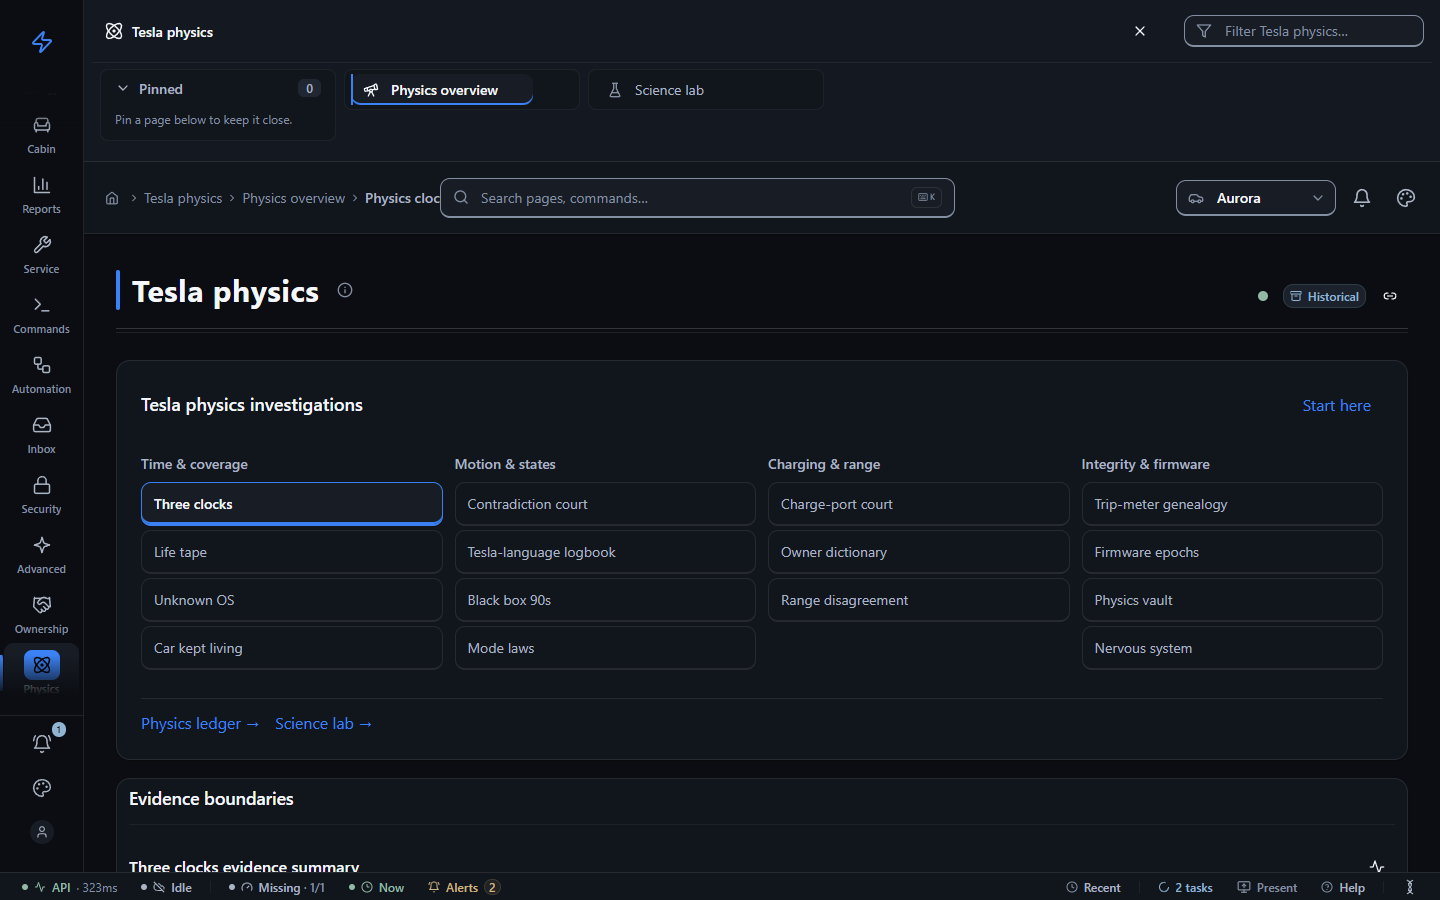 Tesla physics
Filter Tesla physics...
Pinned
0
Pin a page below to keep it close.
Physics overview
Science lab
Tesla physics
Physics overview
Physics cloc
Search pages, commands...
K
Aurora
Cabin
Reports
Service
Commands
Automation
Inbox
Security
Advanced
Ownership
Physics
1
Tesla physics
Historical
Tesla physics investigations
Start here
Time & coverage
Three clocks
Life tape
Unknown OS
Car kept living
Motion & states
Contradiction court
Tesla-language logbook
Black box 90s
Mode laws
Charging & range
Charge-port court
Owner dictionary
Range disagreement
Integrity & firmware
Trip-meter genealogy
Firmware epochs
Physics vault
Nervous system
Physics ledger →
Science lab →
Evidence boundaries
Three clocks evidence summary
API · 323ms
Idle
Missing · 1/1
Now
Alerts 2
Recent
2 tasks
Present
Help